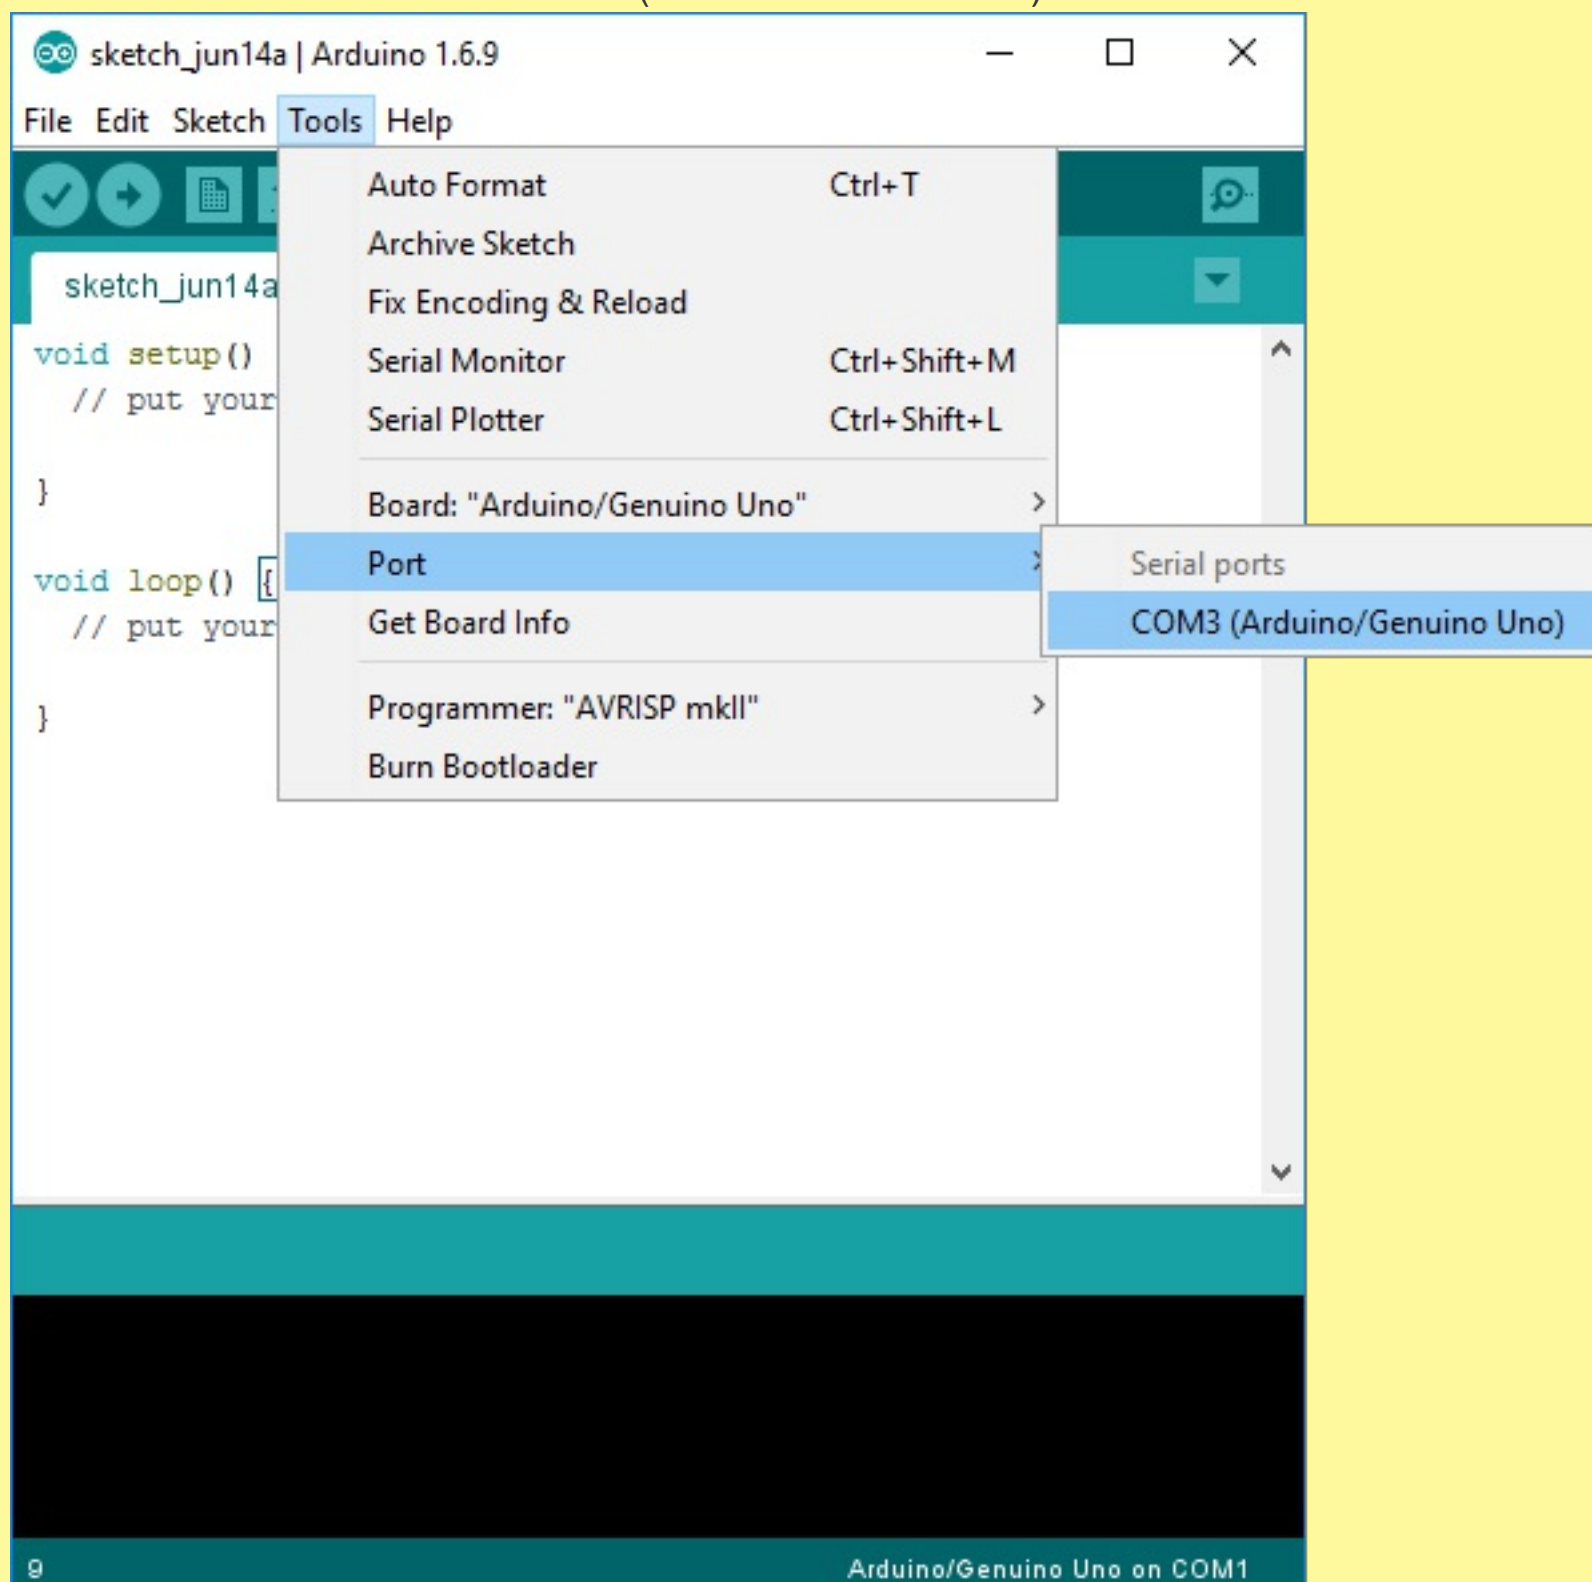 sketch_jun14a | Arduino 1.6.9
File Edit Sketch Tools Help
Auto Format Ctrl+T
Archive Sketch
sketch_jun14a
Fix Encoding & Reload
void setup()
Serial Monitor Ctrl+Shift+M
// put your
Serial Plotter Ctrl+Shift+L
}
Board: "Arduino/Genuino Uno" >
Port >
Serial ports
void loop() {
Get Board Info
COM3 (Arduino/Genuino Uno)
// put your
Programmer: "AVRISP mkII" >
}
Burn Bootloader
9 Arduino/Genuino Uno on COM1